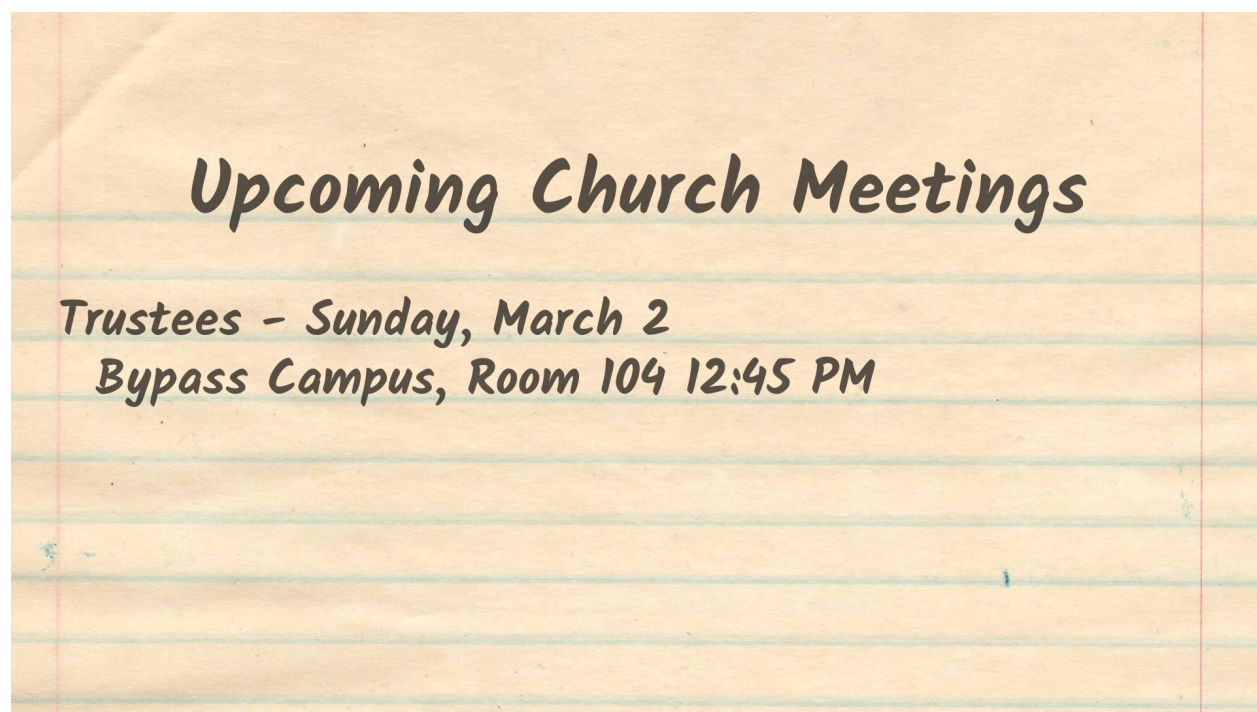 Upcoming Church Meetings
Trustees - Sunday, March 2
Bypass Campus, Room 104 12:45 PM